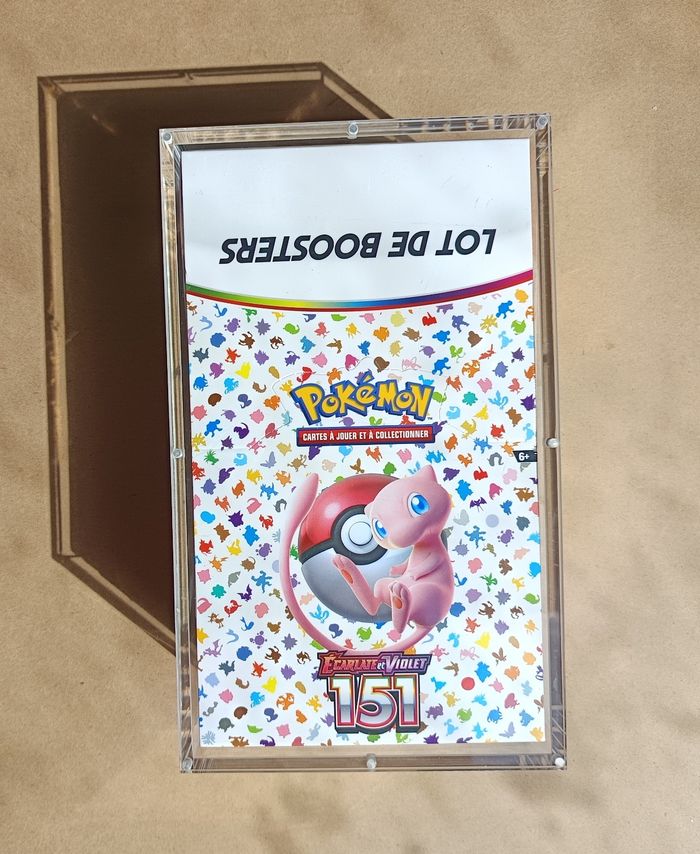 LOT DE BOOSTERS
POKéMON
CARTES À JOUER ET À COLLECTIONNER
6+
ÉCARLATE et VIOLET
151